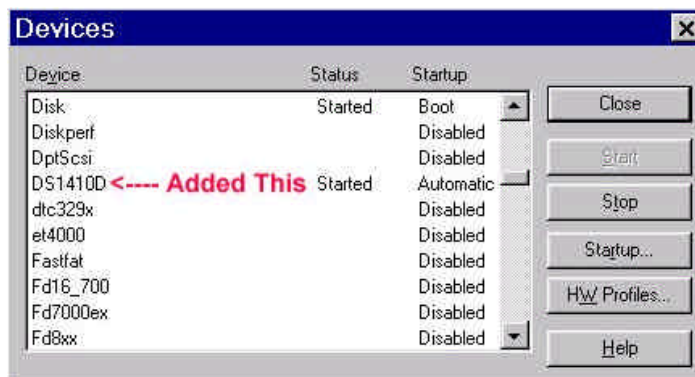 Devices
Device Status Startup
Disk Started Boot
Diskperf Disabled
DptScsi Disabled
DS1410D <---- Added This Started Automatic
dtc329x Disabled
et4000 Disabled
Fastfat Disabled
Fd16_700 Disabled
Fd7000ex Disabled
Fd8xx Disabled
Close
Start
Stop
Startup...
HW Profiles...
Help